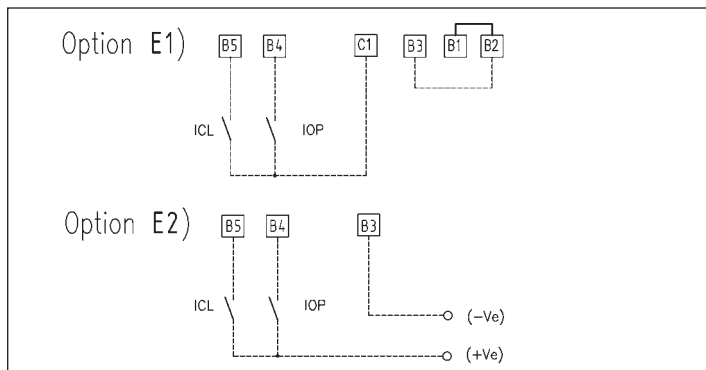 Option E1) B5 B4 C1 B3 B1 B2
ICL IOP
Option E2) B5 B4 B3
ICL IOP (-Ve)
(+Ve)